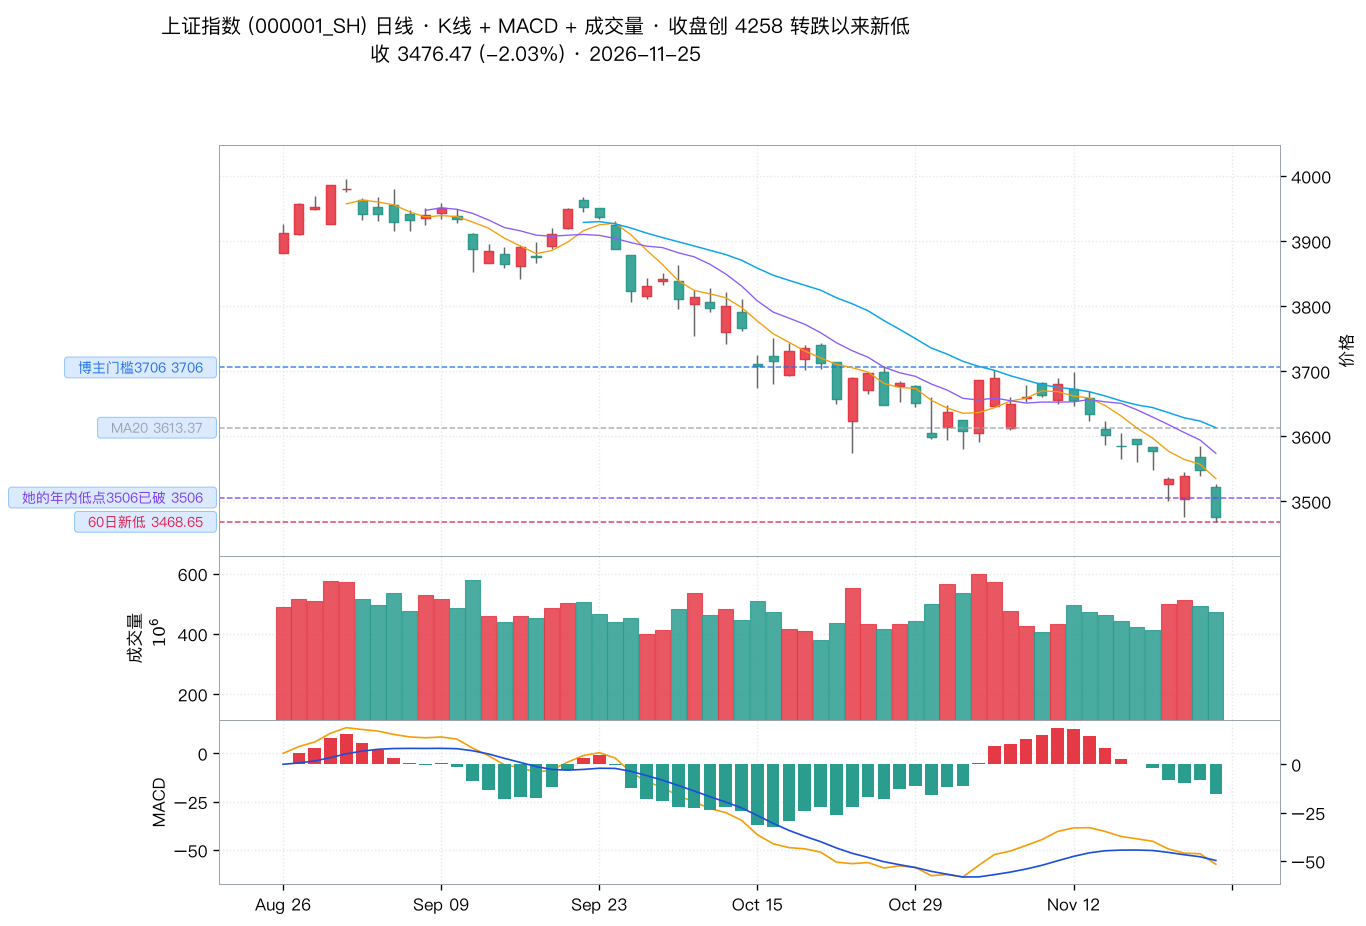 上证指数 (000001_SH) 日线 · K线 + MACD + 成交量 · 收盘创 4258 转跌以来新低
收 3476.47 (−2.03%) · 2026−11−25
4000
3900
3800
3700
3600
3500
价格
博主门槛3706 3706
MA20 3613.37
她的年内低点3506已破 3506
60日新低 3468.65
600
400
200
成交量
10⁶
0
−25
−50
MACD
0
−25
−50
Aug 26
Sep 09
Sep 23
Oct 15
Oct 29
Nov 12